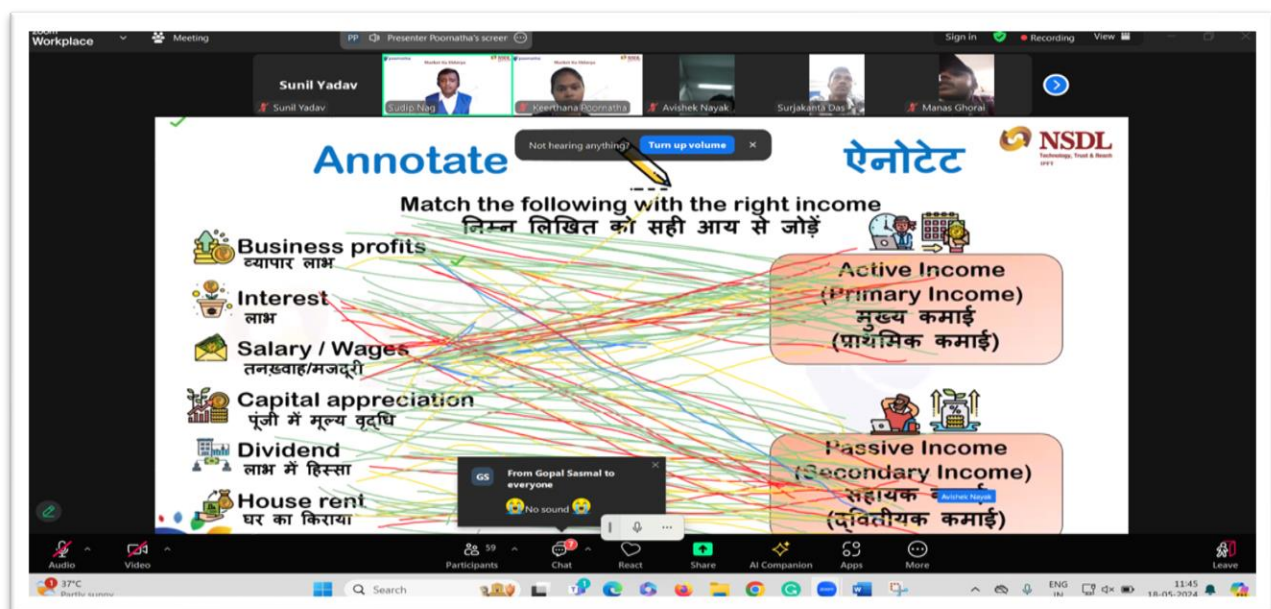 zoom
Workplace
Meeting
PP
Presenter Poornatha's screen
Sign in
Recording
View
Sunil Yadav
Sunil Yadav
Sudip Nag
Keerthana Poornatha
Avishek Nayak
Surjakanta Das
Manas Ghorai
Not hearing anything?
Turn up volume
Annotate
ऐनोटेट
NSDL
Technology, Trust & Reach
Match the following with the right income
निम्न लिखित को सही आय से जोड़ें
Business profits
व्यापार लाभ
Interest
लाभ
Salary / Wages
तनख़्वाह/मजदूरी
Capital appreciation
पूंजी में मूल्य वृद्धि
Dividend
लाभ में हिस्सा
House rent
घर का किराया
Active Income
(Primary Income)
मुख्य कमाई
(प्राथमिक कमाई)
Passive Income
(Secondary Income)
सहायक
Avishek Nayak
(द्वितीयक कमाई)
GS
From Gopal Sasmal to
everyone
No sound
Audio
Video
59
Participants
7
Chat
React
Share
AI Companion
Apps
More
Leave
1
37°C
Partly sunny
Search
ENG
IN
11:45
18-05-2024